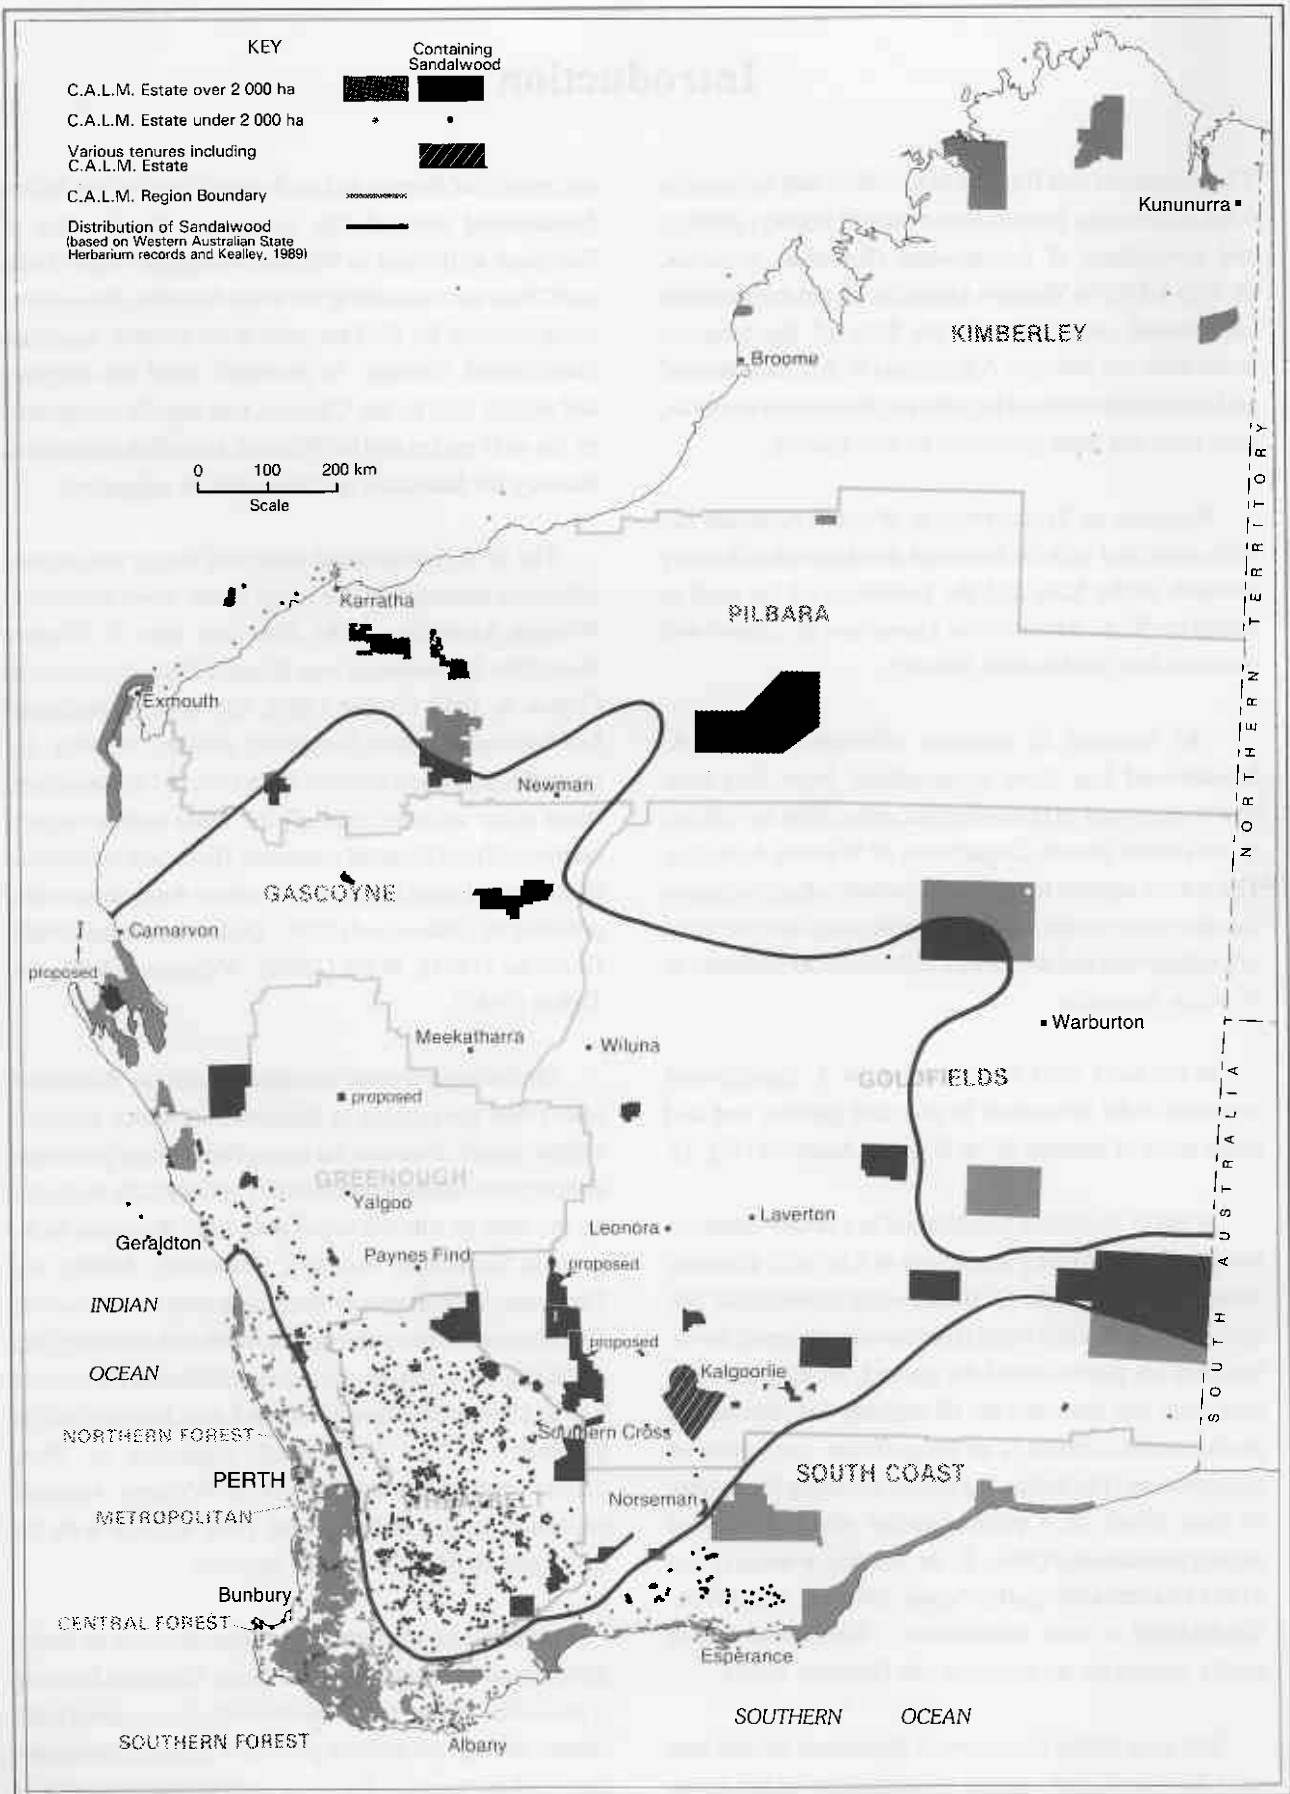 KEY
Containing
Sandalwood
C.A.L.M. Estate over 2 000 ha
C.A.L.M. Estate under 2 000 ha
Various tenures including
C.A.L.M. Estate
C.A.L.M. Region Boundary
Distribution of Sandalwood
(based on Western Australian State
Herbarium records and Kealley, 1989)
Kununurra
KIMBERLEY
Broome
0 100 200 km
Scale
Karratha
PILBARA
Exmouth
Newman
GASCOYNE
Carnarvon
proposed
Meekatharra
Wiluna
Warburton
proposed
GOLDFIELDS
GREENOUGH
Yalgoo
Leonora
Laverton
Geraldton
Paynes Find
proposed
INDIAN
OCEAN
proposed
Kalgoorlie
NORTHERN FOREST
Southern Cross
PERTH
SOUTH COAST
METROPOLITAN
WHEATBELT
Norseman
Bunbury
CENTRAL FOREST
Esperance
SOUTHERN OCEAN
SOUTHERN FOREST
Albany
NORTHERN TERRITORY
SOUTH AUSTRALIA